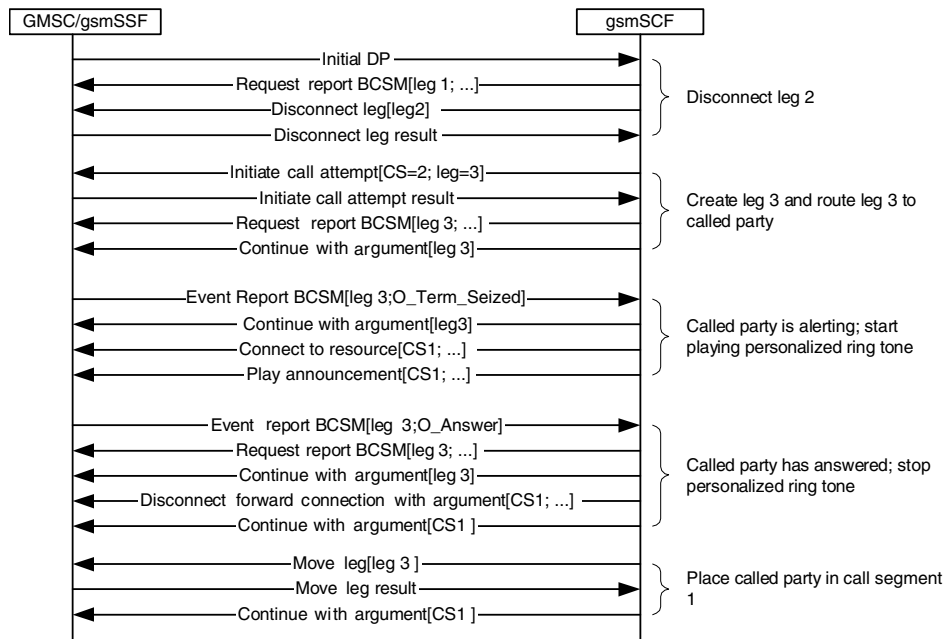 GMSC/gsmSSF
gsmSCF
Initial DP
Request report BCSM[leg 1; ...]
Disconnect leg[leg2]
Disconnect leg result
Disconnect leg 2
Initiate call attempt[CS=2; leg=3]
Initiate call attempt result
Request report BCSM[leg 3; ...]
Continue with argument[leg 3]
Create leg 3 and route leg 3 to
called party
Event Report BCSM[leg 3;O_Term_Seized]
Continue with argument[leg3]
Connect to resource[CS1; ...]
Play announcement[CS1; ...]
Called party is alerting; start
playing personalized ring tone
Event report BCSM[leg 3;O_Answer]
Request report BCSM[leg 3; ...]
Continue with argument[leg 3]
Disconnect forward connection with argument[CS1; ...]
Continue with argument[CS1 ]
Called party has answered; stop
personalized ring tone
Move leg[leg 3 ]
Move leg result
Continue with argument[CS1 ]
Place called party in call segment
1